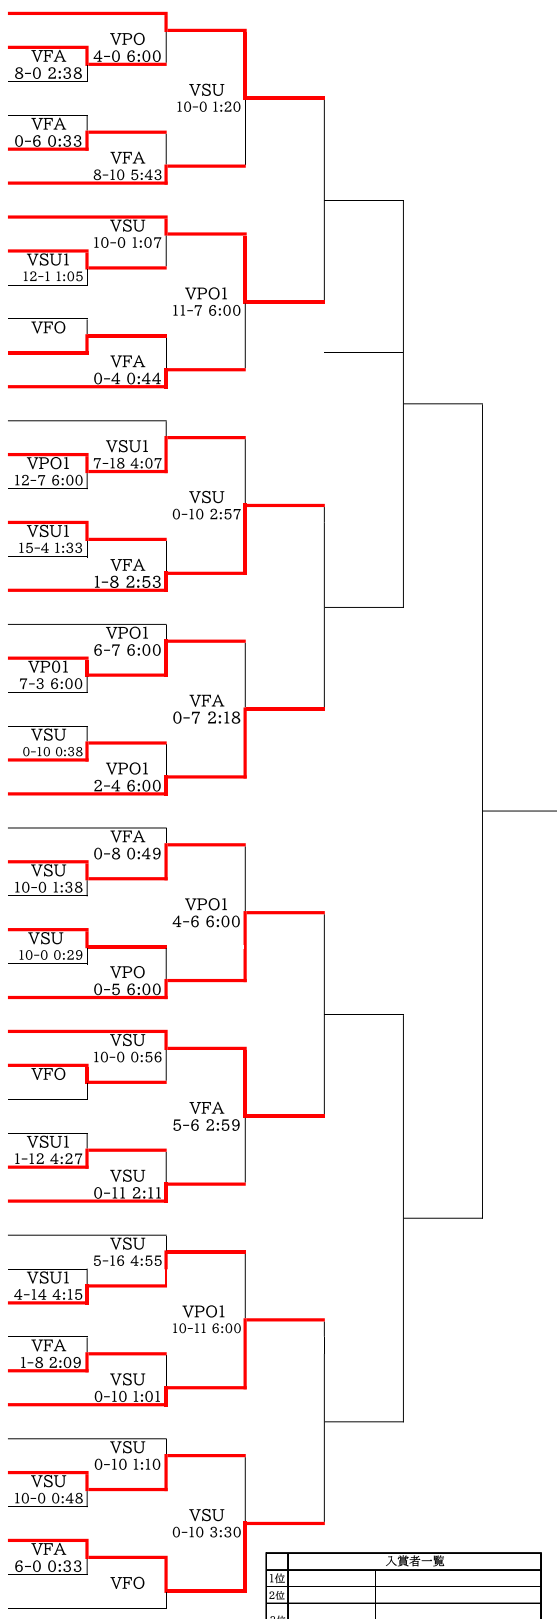 VPO
4-0 6:00
VFA
8-0 2:38
VSU
10-0 1:20
VFA
0-6 0:33
VFA
8-10 5:43
VSU
10-0 1:07
VSU1
12-1 1:05
VPO1
11-7 6:00
VFO
VFA
0-4 0:44
VSU1
7-18 4:07
VPO1
12-7 6:00
VSU
0-10 2:57
VSU1
15-4 1:33
VFA
1-8 2:53
VPO1
6-7 6:00
VP01
7-3 6:00
VFA
0-7 2:18
VSU
0-10 0:38
VPO1
2-4 6:00
VFA
0-8 0:49
VSU
10-0 1:38
VPO1
4-6 6:00
VSU
10-0 0:29
VPO
0-5 6:00
VSU
10-0 0:56
VFO
VFA
5-6 2:59
VSU1
1-12 4:27
VSU
0-11 2:11
VSU
5-16 4:55
VSU1
4-14 4:15
VPO1
10-11 6:00
VFA
1-8 2:09
VSU
0-10 1:01
VSU
0-10 1:10
VSU
10-0 0:48
VSU
0-10 3:30
VFA
6-0 0:33
VFO
入賞者一覧
1位
2位